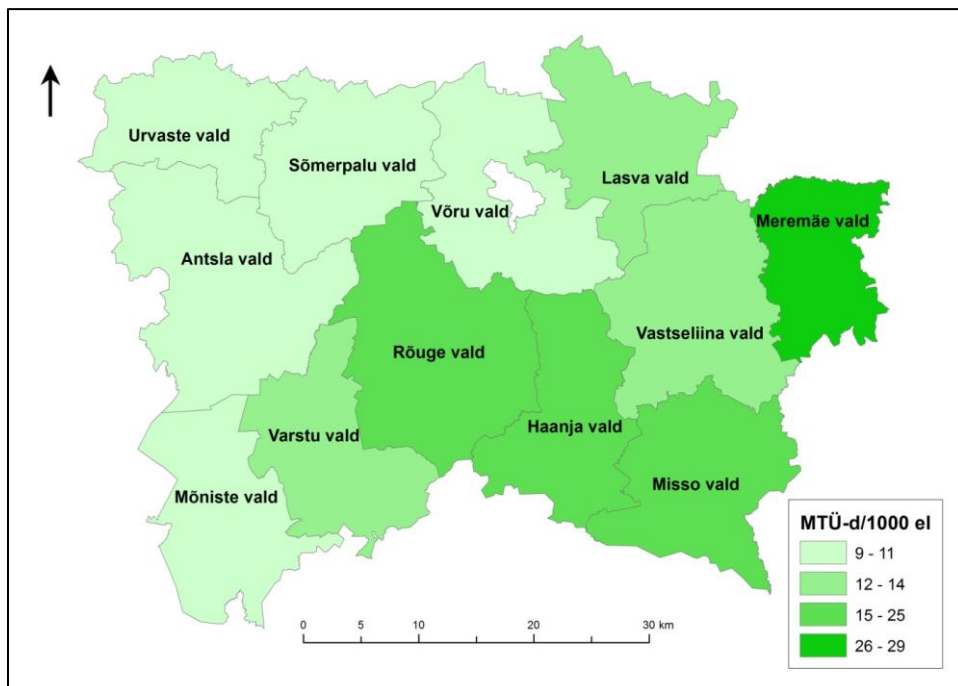 Urvaste vald
Sõmerpalu vald
Lasva vald
Võru vald
Meremäe vald
Antsla vald
Vastseliina vald
Rõuge vald
Haanja vald
Varstu vald
Misso vald
Mõniste vald
MTÜ-d/1000 el
9 - 11
12 - 14
15 - 25
26 - 29
0 5 10 20 30 km